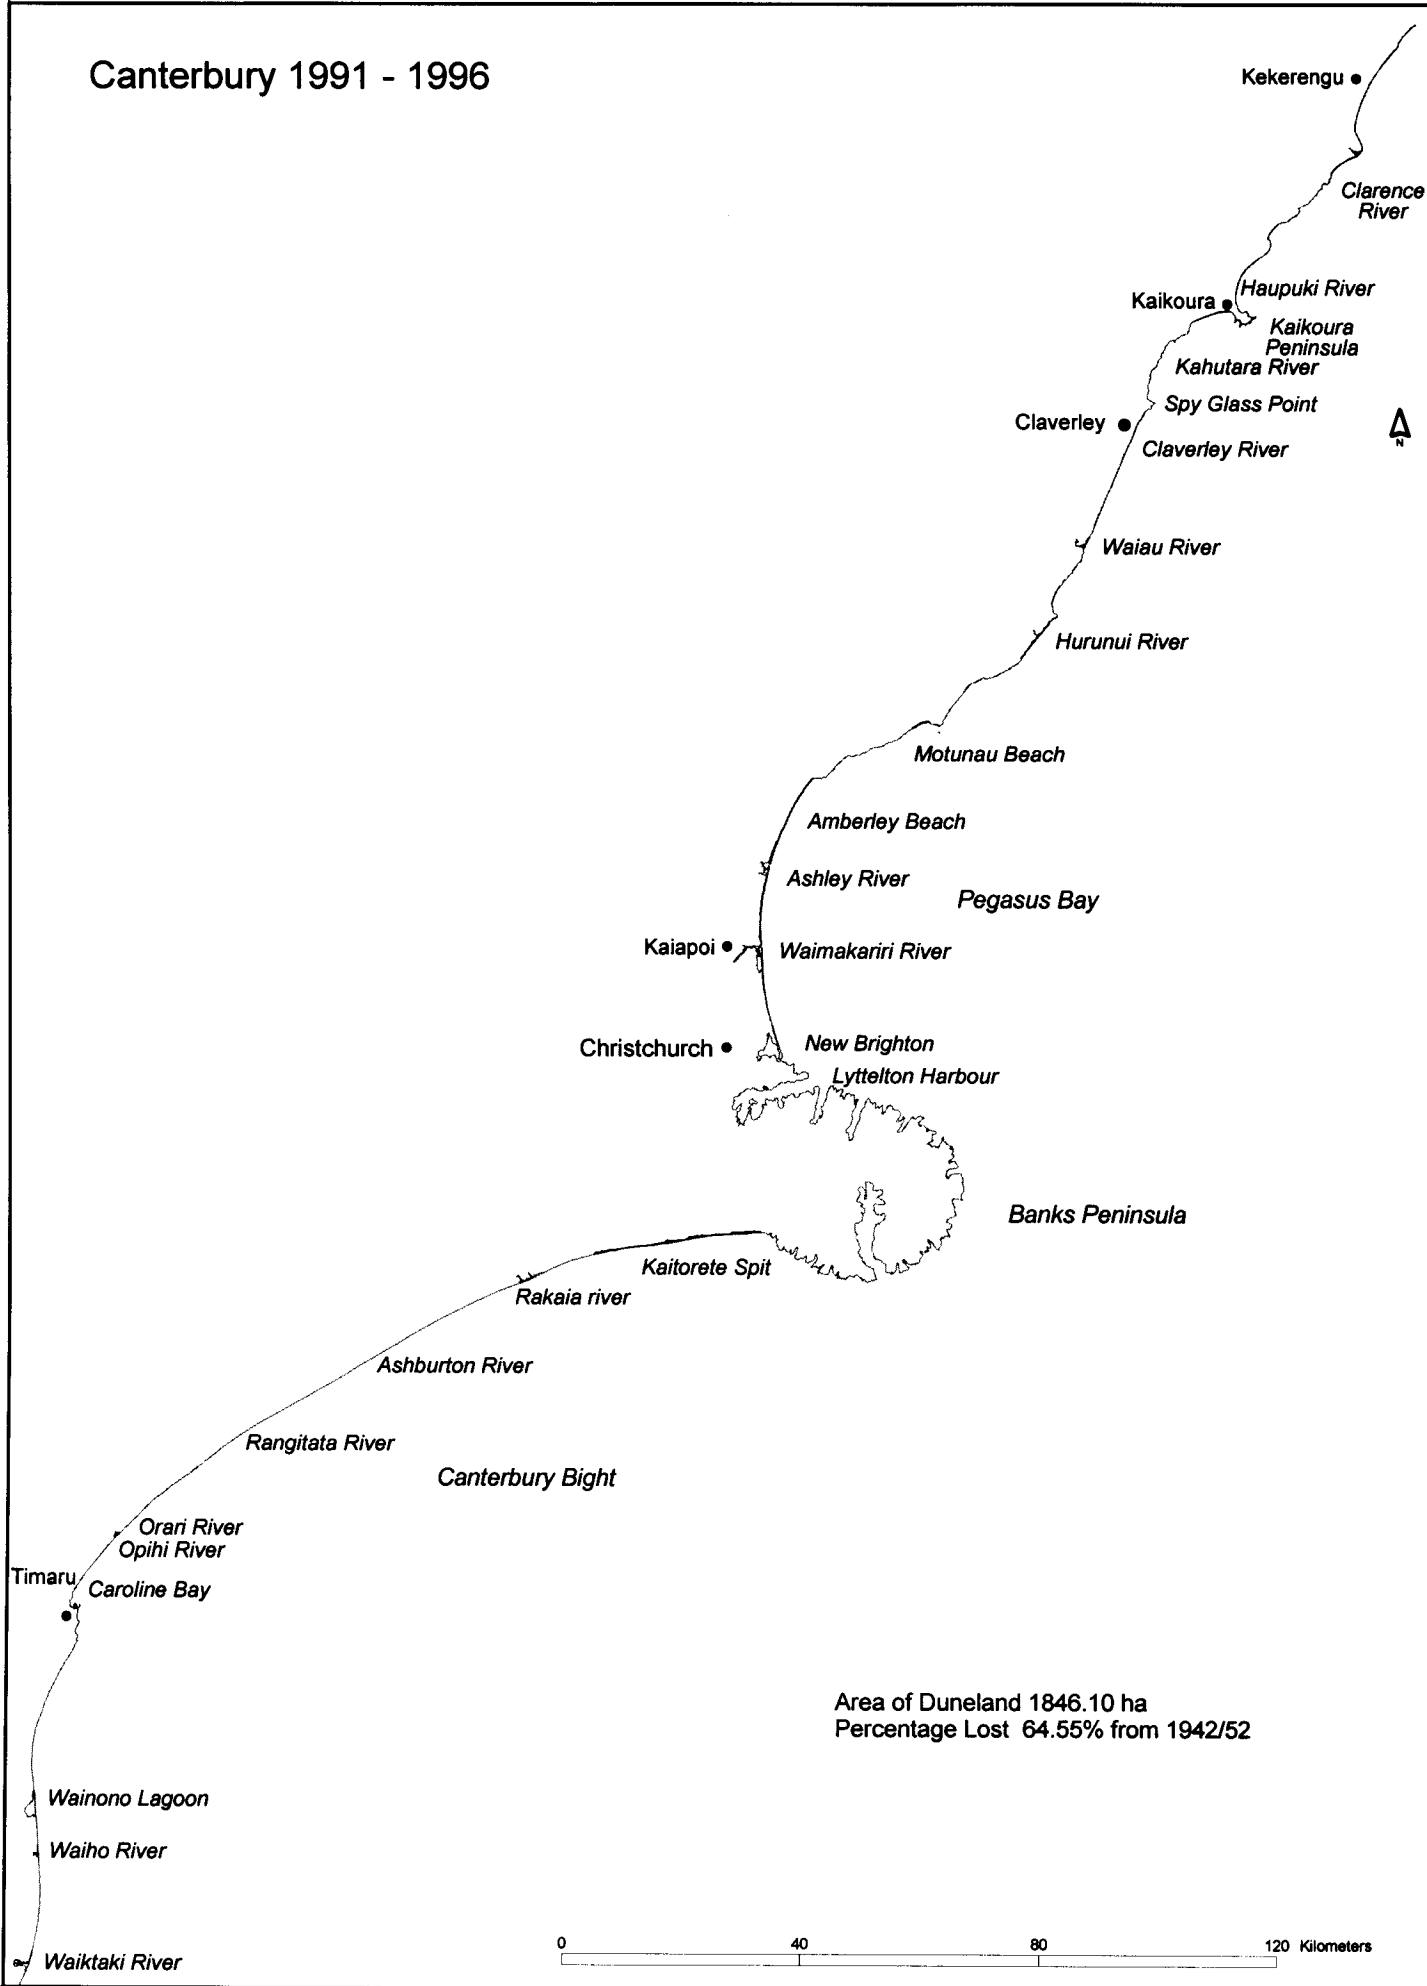 Canterbury 1991 - 1996
Kekerengu
Clarence
River
Haupuki River
Kaikoura
Kaikoura
Peninsula
Kahutara River
Spy Glass Point
Claverley
Claverley River
N
Waiau River
Hurunui River
Motunau Beach
Amberley Beach
Ashley River
Pegasus Bay
Kaiapoi
Waimakariri River
Christchurch
New Brighton
Lyttelton Harbour
Banks Peninsula
Kaitorete Spit
Rakaia river
Ashburton River
Rangitata River
Canterbury Bight
Orari River
Opihi River
Timaru
Caroline Bay
Area of Duneland 1846.10 ha
Percentage Lost 64.55% from 1942/52
Wainono Lagoon
Waiho River
Waiktaki River
0 40 80 120 Kilometers